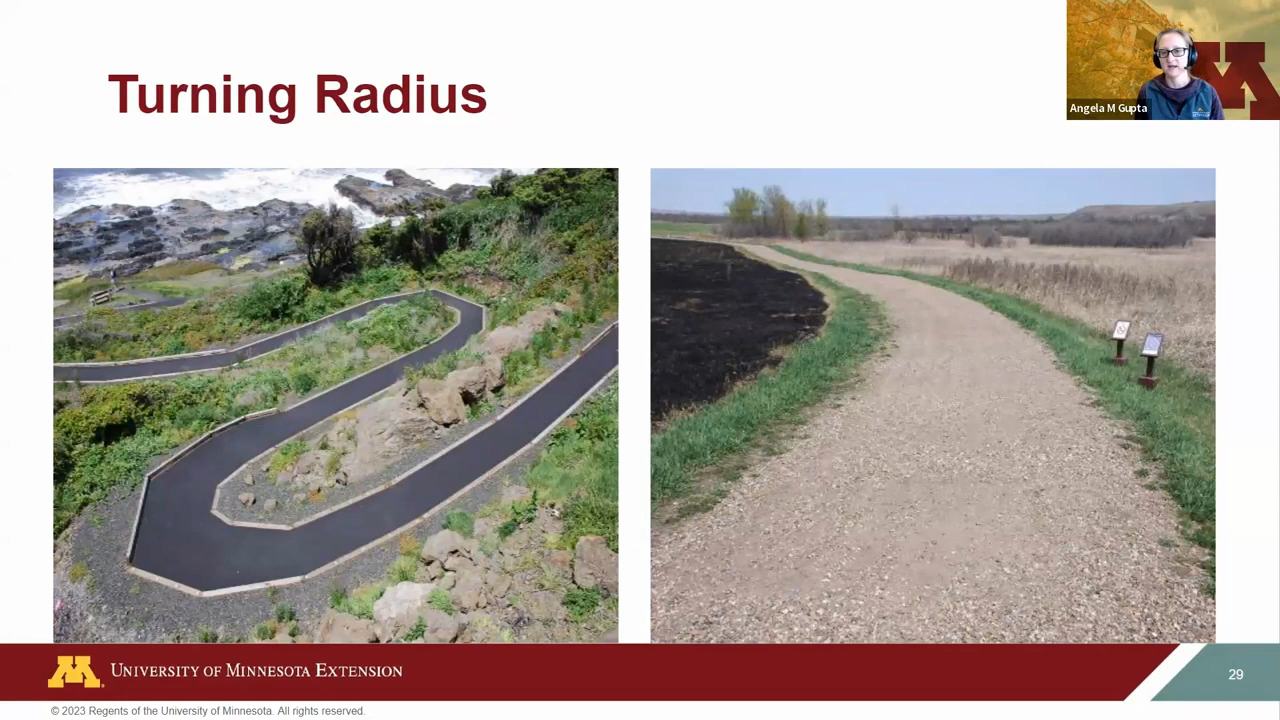 Turning Radius
Angela M Gupta
UNIVERSITY OF MINNESOTA EXTENSION
29
© 2023 Regents of the University of Minnesota. All rights reserved.